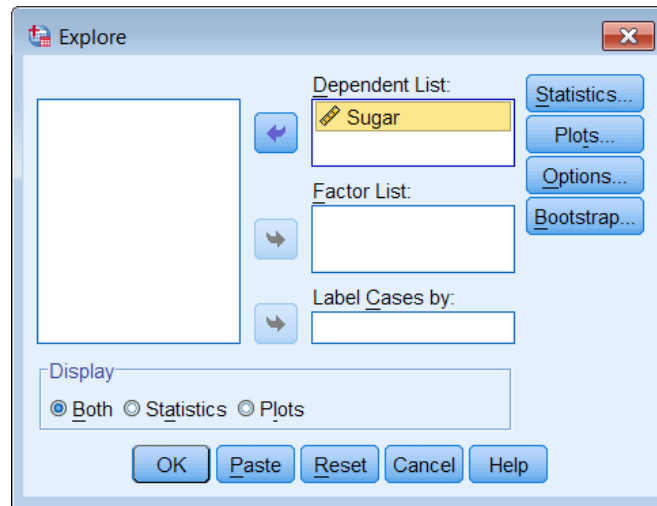 Explore
Dependent List:
Sugar
Statistics...
Plots...
Options...
Bootstrap...
Factor List:
Label Cases by:
Display
Both Statistics Plots
OK Paste Reset Cancel Help